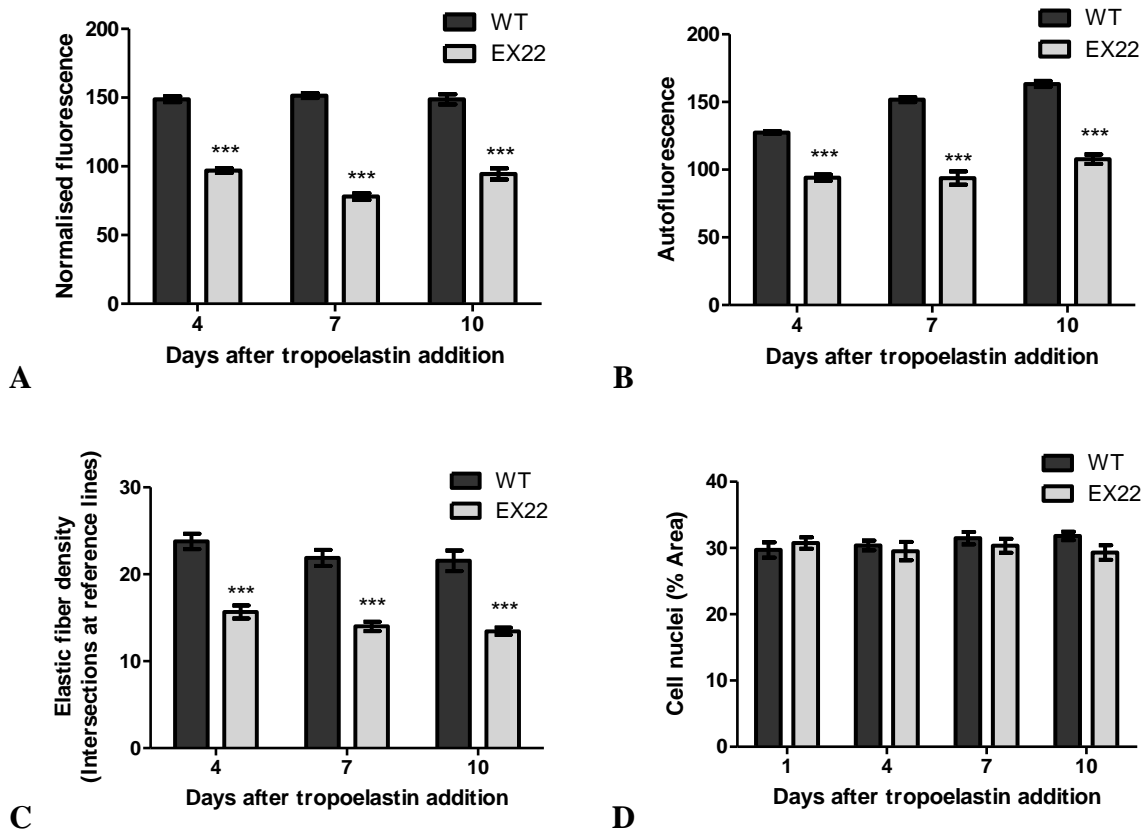 Normalised fluorescence
200
150
100
50
0
WT
EX22
***
***
***
4
7
10
Days after tropoelastin addition
A
Autofluorescence
200
150
100
50
0
WT
EX22
***
***
***
4
7
10
Days after tropoelastin addition
B
Elastic fiber density
(Intersections at reference lines)
30
20
10
0
WT
EX22
***
***
***
4
7
10
Days after tropoelastin addition
C
Cell nuclei (% Area)
40
30
20
10
0
WT
EX22
1
4
7
10
Days after tropoelastin addition
D